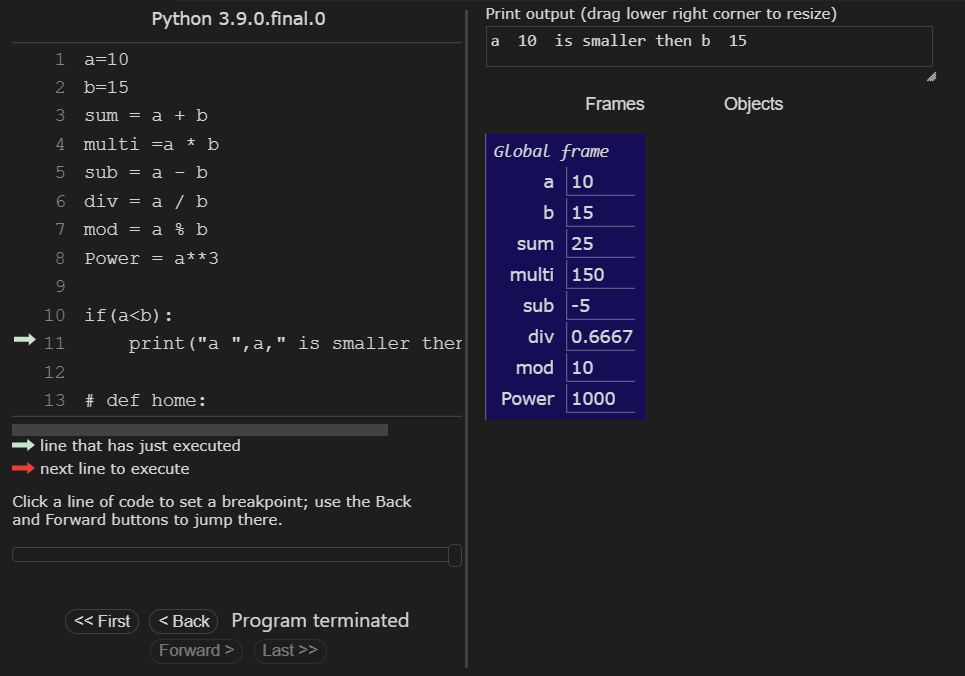 Python 3.9.0.final.0
1 a=10
2 b=15
3 sum = a + b
4 multi =a * b
5 sub = a - b
6 div = a / b
7 mod = a % b
8 Power = a**3
9
10 if(a<b):
11 print("a ",a," is smaller then
12
13 # def home:
line that has just executed
next line to execute
Click a line of code to set a breakpoint; use the Back
and Forward buttons to jump there.
<< First < Back Program terminated
Forward > Last >>
Print output (drag lower right corner to resize)
a  10  is smaller then b  15
Frames Objects
Global frame
a 10
b 15
sum 25
multi 150
sub -5
div 0.6667
mod 10
Power 1000